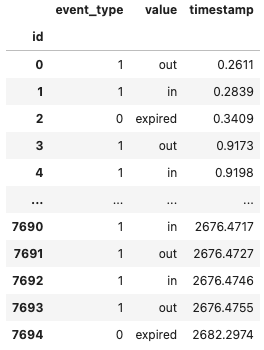 event_type value timestamp
id
0 1 out 0.2611
1 1 in 0.2839
2 0 expired 0.3409
3 1 out 0.9173
4 1 in 0.9198
... ... ... ...
7690 1 in 2676.4717
7691 1 out 2676.4727
7692 1 in 2676.4746
7693 1 out 2676.4755
7694 0 expired 2682.2974